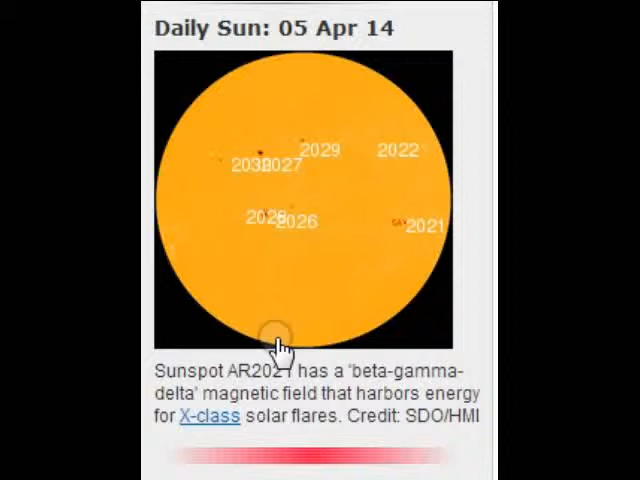 Daily Sun: 05 Apr 14
2029
2022
2027
2026
2021
Sunspot AR2021 has a 'beta-gamma-
delta' magnetic field that harbors energy
for X-class solar flares. Credit: SDO/HMI